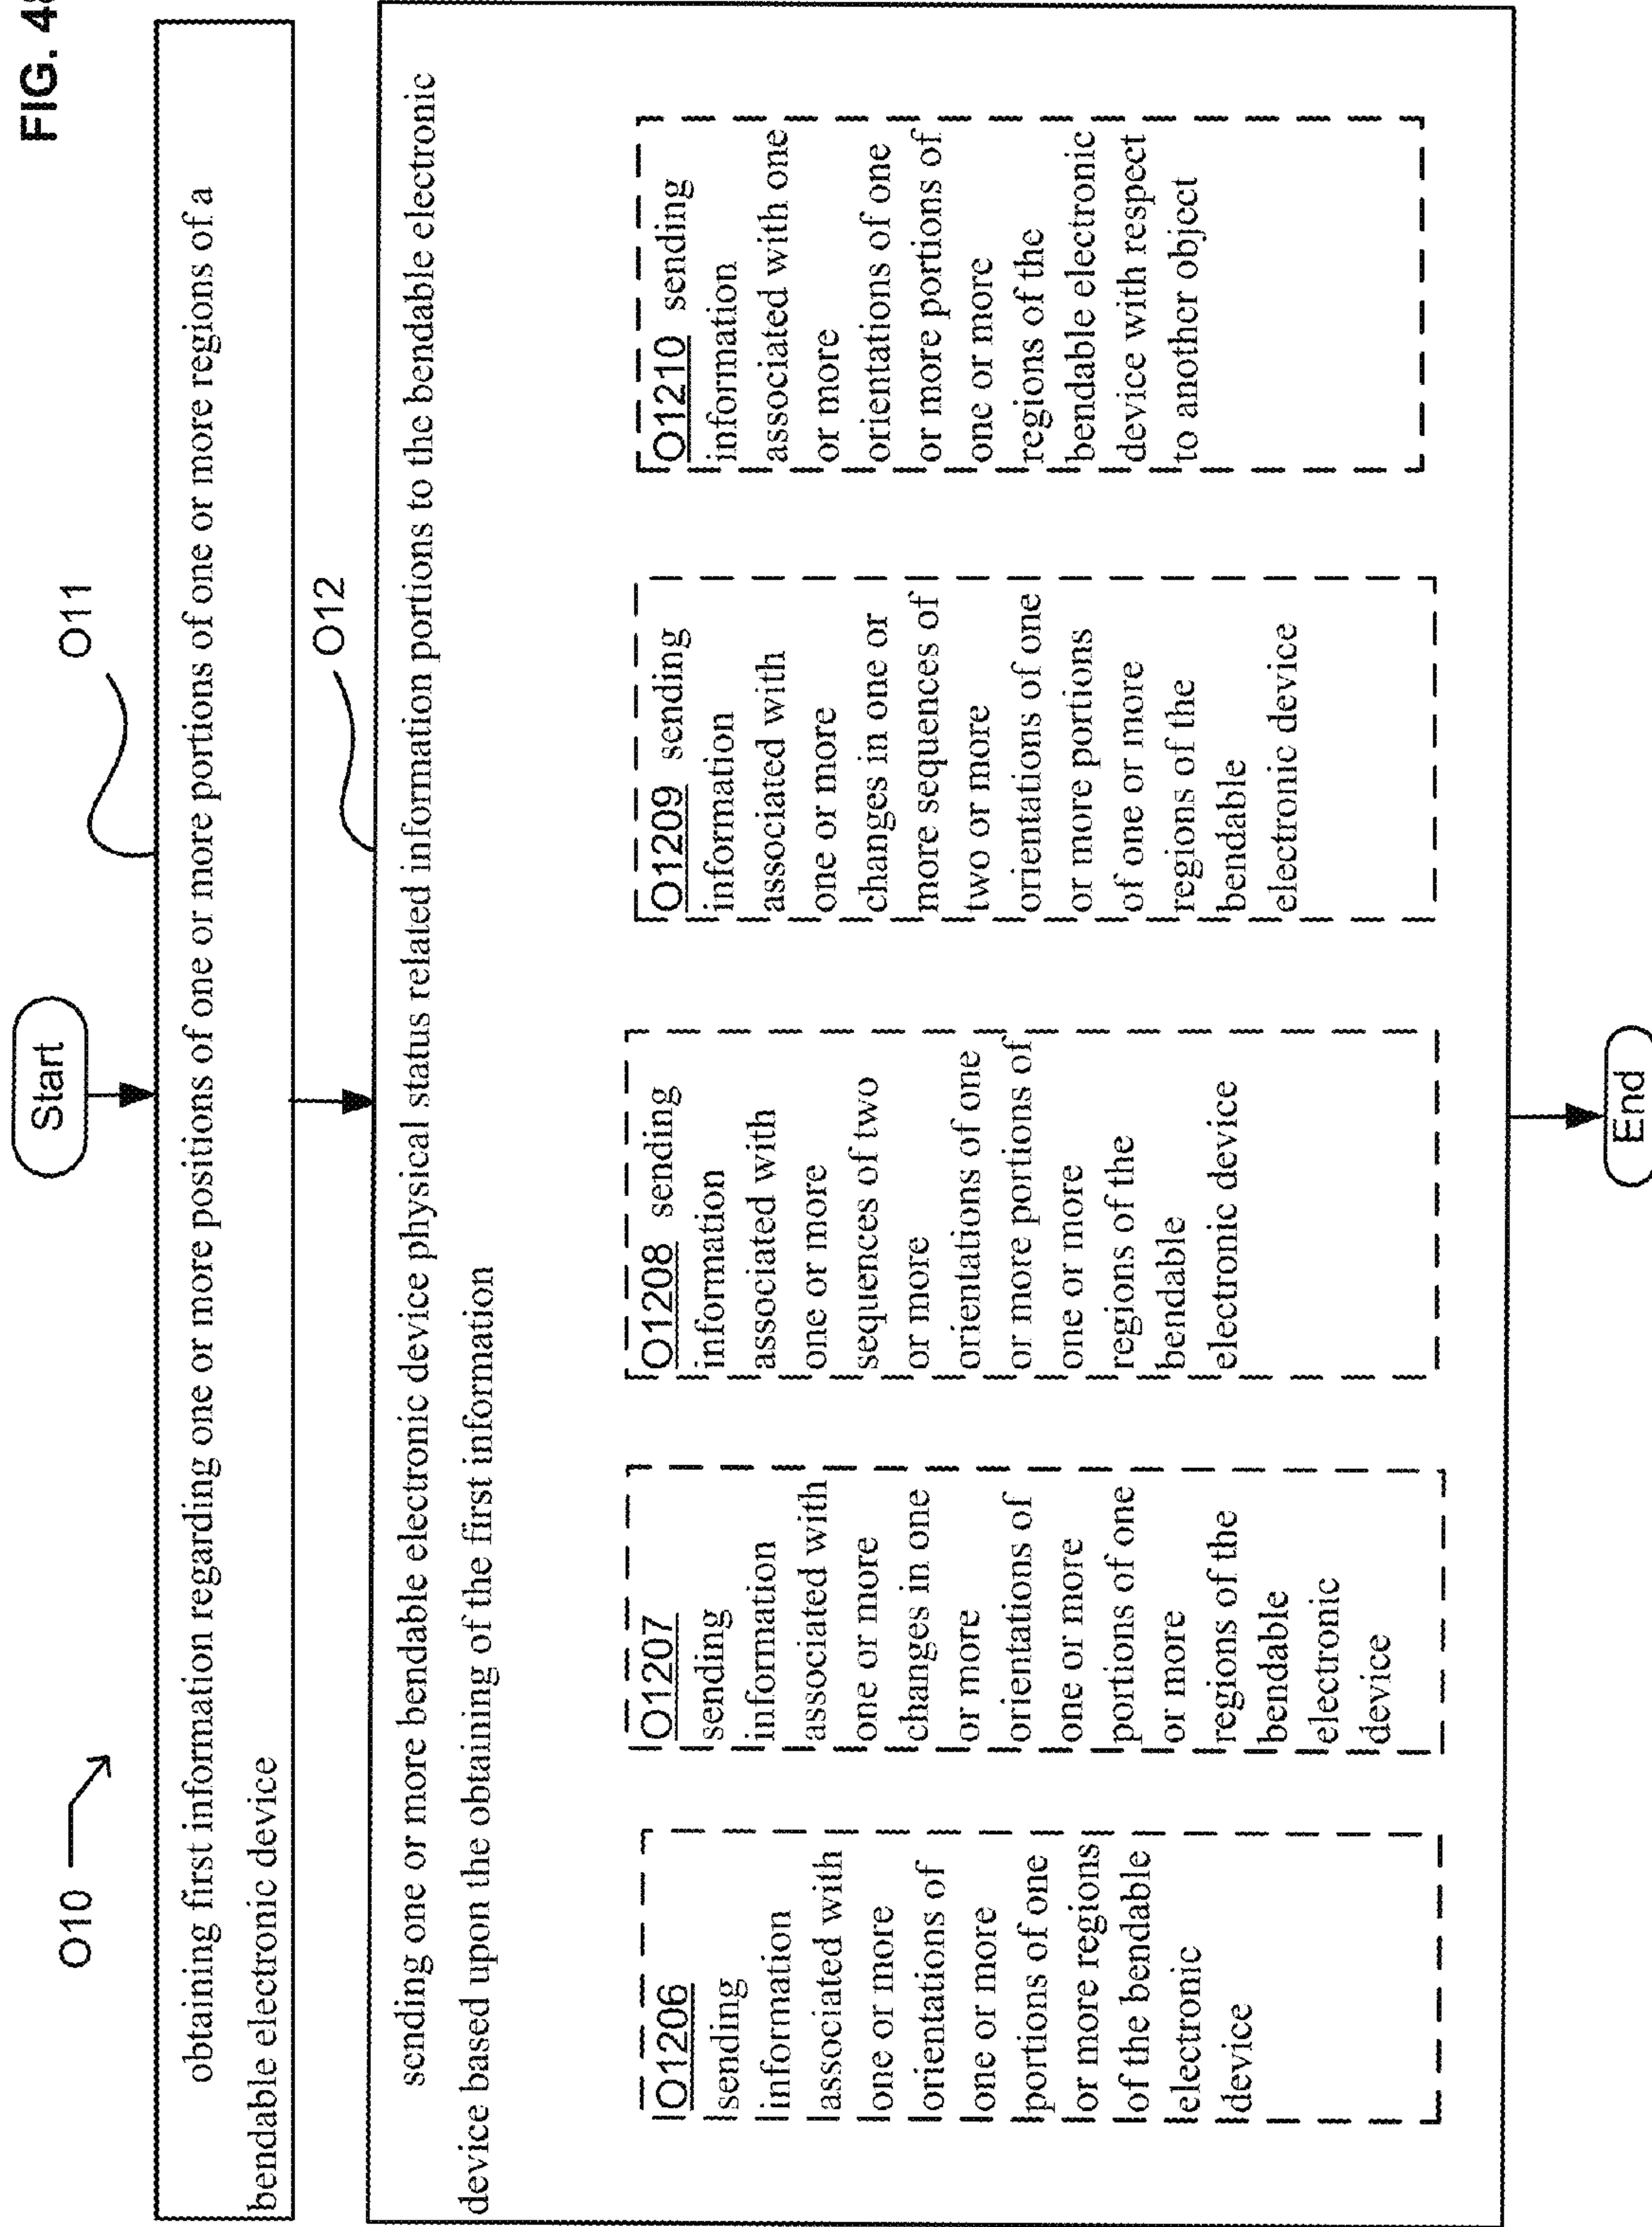 FIG. 48
O10
Start
O11
obtaining first information regarding one or more positions of one or more portions of one or more regions of a
bendable electronic device
O12
sending one or more bendable electronic device physical status related information portions to the bendable electronic
device based upon the obtaining of the first information
O1206
sending
information
associated with
one or more
orientations of
one or more
portions of one
or more regions
of the bendable
electronic
device
O1207
sending
information
associated with
one or more
changes in one
or more
orientations of
one or more
portions of one
or more
regions of the
bendable
electronic
device
O1208 sending
information
associated with
one or more
sequences of two
or more
orientations of one
or more portions of
one or more
regions of the
bendable
electronic device
O1209 sending
information
associated with
one or more
changes in one or
more sequences of
two or more
orientations of one
or more portions
of one or more
regions of the
bendable
electronic device
O1210 sending
information
associated with one
or more
orientations of one
or more portions of
one or more
regions of the
bendable electronic
device with respect
to another object
End